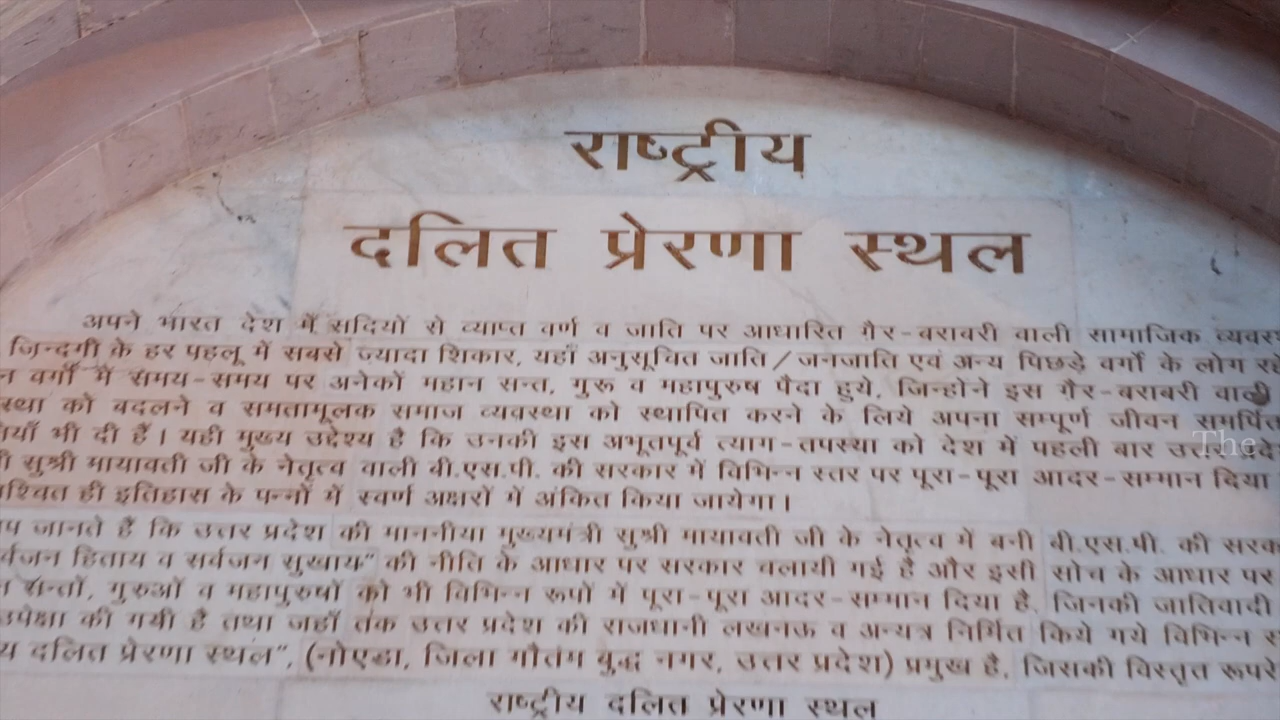 राष्ट्रीय
दलित प्रेरणा स्थल
अपने भारत देश में सदियों से व्याप्त वर्ण व जाति पर आधारित ग़ैर-बराबरी वाली सामाजिक
ज़िन्दगी के हर पहलू में सबसे ज़्यादा शिकार, यहाँ अनुसूचित जाति/जनजाति एवं अन्य पिछड़े वर्गों के लोग
वर्गों में समय-समय पर अनेकों महान सन्त, गुरू व महापुरुष पैदा हुये, जिन्होंने इस ग़ैर-बराबरी वाली
को बदलने व समतामूलक समाज व्यवस्था को स्थापित करने के लिये अपना सम्पूर्ण जीवन समर्पित
भी दी हैं। यही मुख्य उद्देश्य है कि उनकी इस अभूतपूर्व त्याग-तपस्या को देश में पहली बार
सुश्री मायावती जी के नेतृत्व वाली बी.एस.पी. की सरकार में विभिन्न स्तर पर पूरा-पूरा आदर-सम्मान दिया
ही इतिहास के पन्नों में स्वर्ण अक्षरों में अंकित किया जायेगा।
जानते हैं कि उत्तर प्रदेश की माननीया मुख्यमंत्री सुश्री मायावती जी के नेतृत्व में बनी बी.एस.पी. की
हिताय व सर्वजन सुखाय" की नीति के आधार पर सरकार चलायी गई है और इसी सोच के आधार पर
सन्तों, गुरुओं व महापुरुषों को भी विभिन्न रूपों में पूरा-पूरा आदर-सम्मान दिया है, जिनकी जातिवादी
की गयी है तथा जहाँ तक उत्तर प्रदेश की राजधानी लखनऊ व अन्यत्र निर्मित किये गये विभिन्न
दलित प्रेरणा स्थल", (नोएडा, जिला गौतम बुद्ध नगर, उत्तर प्रदेश) प्रमुख है, जिसकी विस्तृत
राष्ट्रीय दलित प्रेरणा स्थल
The